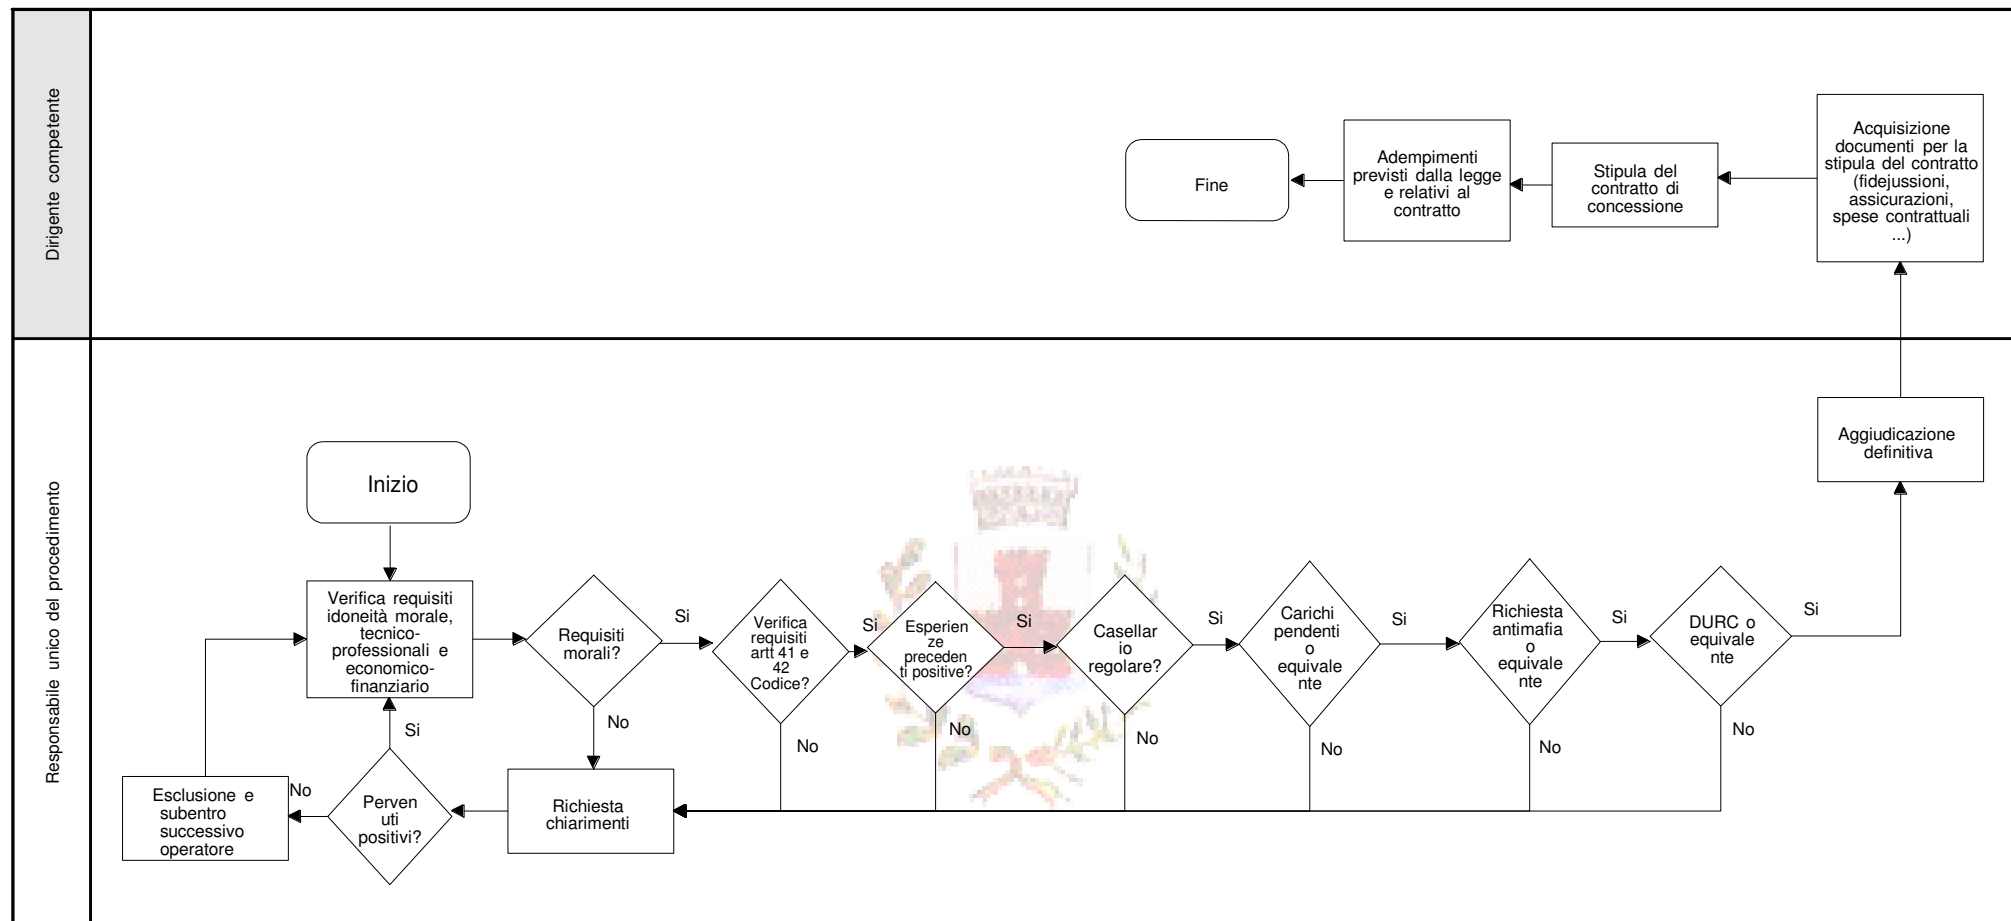 Dirigente competente
Fine
Adempimenti
previsti dalla legge
e relativi al
contratto
Stipula del
contratto di
concessione
Acquisizione
documenti per la
stipula del contratto
(fidejussioni,
assicurazioni,
spese contrattuali
...)
Responsabile unico del procedimento
Aggiudicazione
definitiva
Inizio
Verifica requisiti
idoneità morale,
tecnico-
professionali e
economico-
finanziario
Requisiti
morali?
Si
No
Verifica
requisiti
artt 41 e
42
Codice?
Si
No
Esperien
ze
preceden
ti positive?
Si
No
Casellar
io
regolare?
Si
No
Carichi
pendenti
o
equivale
nte
Si
No
Richiesta
antimafia
o
equivale
nte
Si
No
DURC o
equivale
nte
Si
No
Richiesta
chiarimenti
Perven
uti
positivi?
Si
No
Esclusione e
subentro
successivo
operatore